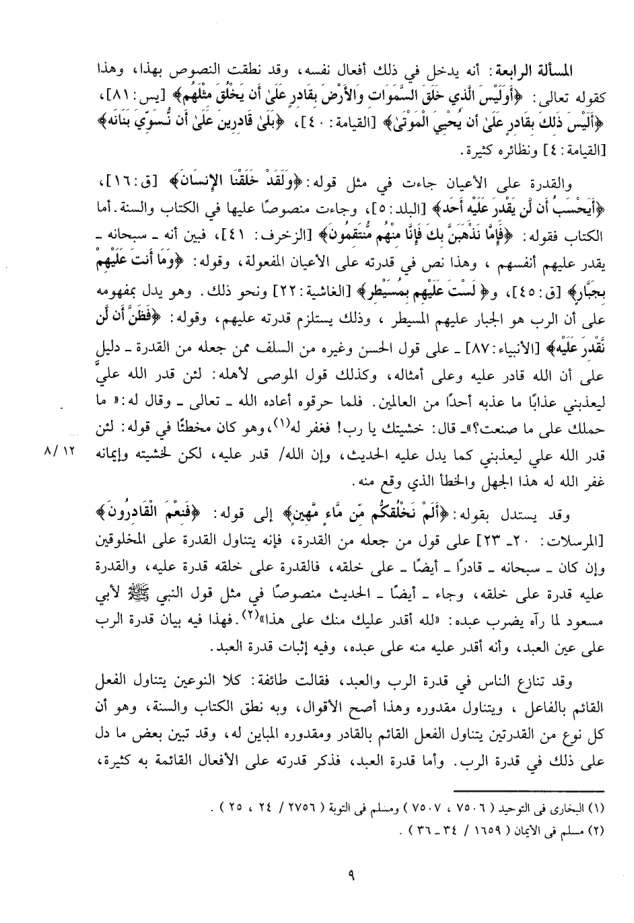 المسألة الرابعة: أنه يدخل في ذلك أفعال نفسه، وقد نطقت النصوص بهذا، وهذا
كقوله تعالى: ﴿أَوَلَيْسَ الَّذِي خَلَقَ السَّمَوَاتِ وَالأَرْضَ بِقَادِرٍ عَلَىٰ أَن يَخْلُقَ مِثْلَهُم﴾ [يس: ٨١]،
﴿أَلَيْسَ ذَلِكَ بِقَادِرٍ عَلَىٰ أَن يُحْيِيَ الْمَوْتَىٰ﴾ [القيامة: ٤٠]، ﴿بَلَىٰ قَادِرِينَ عَلَىٰ أَن نُّسَوِّيَ بَنَانَهُ﴾
[القيامة: ٤] ونظائره كثيرة.
والقدرة على الأعيان جاءت في مثل قوله: ﴿وَلَقَدْ خَلَقْنَا الإِنسَانَ﴾ [ق: ١٦]،
﴿أَيَحْسَبُ أَن لَّن يَقْدِرَ عَلَيْهِ أَحَدٌ﴾ [البلد: ٥]، وجاءت منصوصًا عليها في الكتاب والسنة. أما
الكتاب فقوله: ﴿فَإِمَّا نَذْهَبَنَّ بِكَ فَإِنَّا مِنْهُم مُّنتَقِمُونَ﴾ [الزخرف: ٤١]، فبين أنه ـ سبحانه ـ
يقدر عليهم أنفسهم ، وهذا نص في قدرته على الأعيان المفعولة، وقوله: ﴿وَمَا أَنتَ عَلَيْهِم
بِجَبَّارٍ﴾ [ق: ٤٥]، و﴿لَسْتَ عَلَيْهِم بِمُسَيْطِرٍ﴾ [الغاشية: ٢٢] ونحو ذلك. وهو يدل بمفهومه
على أن الرب هو الجبار عليهم المسيطر ، وذلك يستلزم قدرته عليهم، وقوله: ﴿فَظَنَّ أَن لَّن
نَّقْدِرَ عَلَيْهِ﴾ [الأنبياء: ٨٧] ـ على قول الحسن وغيره من السلف ممن جعله من القدرة ـ دليل
على أن الله قادر عليه وعلى أمثاله، وكذلك قول الموصى لأهله: لئن قدر الله عليَّ
ليعذبني عذابًا ما عذبه أحدًا من العالمين. فلما حرقوه أعاده الله ـ تعالى ـ وقال له: « ما
حملك على ما صنعت؟»ـ قال: خشيتك يا رب! فغفر له(١)، وهو كان مخطئًا في قوله: لئن
قدر الله علي ليعذبني كما يدل عليه الحديث، وإن الله/ قدر عليه، لكن لخشيته وإيمانه
٨/١٢
غفر الله له هذا الجهل والخطأ الذي وقع منه.
وقد يستدل بقوله: ﴿أَلَمْ نَخْلُقكُّم مِّن مَّاءٍ مَّهِينٍ﴾ إلى قوله: ﴿فَنِعْمَ الْقَادِرُونَ﴾
[المرسلات: ٢٠ـ ٢٣] على قول من جعله من القدرة، فإنه يتناول القدرة على المخلوقين
وإن كان ـ سبحانه ـ قادرًا ـ أيضًا ـ على خلقه، فالقدرة على خلقه قدرة عليه، والقدرة
عليه قدرة على خلقه، وجاء ـ أيضًا ـ الحديث منصوصًا في مثل قول النبي ﷺ لأبي
مسعود لما رآه يضرب عبده: «لله أقدر عليك منك على هذا»(٢). فهذا فيه بيان قدرة الرب
على عين العبد، وأنه أقدر عليه منه على عبده، وفيه إثبات قدرة العبد.
وقد تنازع الناس في قدرة الرب والعبد، فقالت طائفة: كلا النوعين يتناول الفعل
القائم بالفاعل ، ويتناول مقدوره وهذا أصح الأقوال، وبه نطق الكتاب والسنة، وهو أن
كل نوع من القدرتين يتناول الفعل القائم بالقادر ومقدوره المباين له، وقد تبين بعض ما دل
على ذلك في قدرة الرب. وأما قدرة العبد، فذكر قدرته على الأفعال القائمة به كثيرة،
(١) البخارى فى التوحيد ( ٧٥٠٦ ، ٧٥٠٧ ) ومسلم فى التوبة ( ٢٧٥٦ / ٢٤ ، ٢٥ ) .
(٢) مسلم فى الأيمان ( ١٦٥٩ / ٣٤ ـ ٣٦ ) .
٩